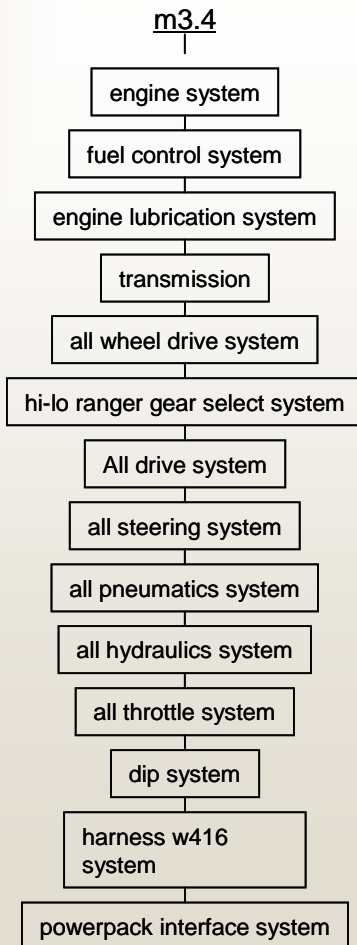 m3.4
engine system
fuel control system
engine lubrication system
transmission
all wheel drive system
hi-lo ranger gear select system
All drive system
all steering system
all pneumatics system
all hydraulics system
all throttle system
dip system
harness w416
system
powerpack interface system